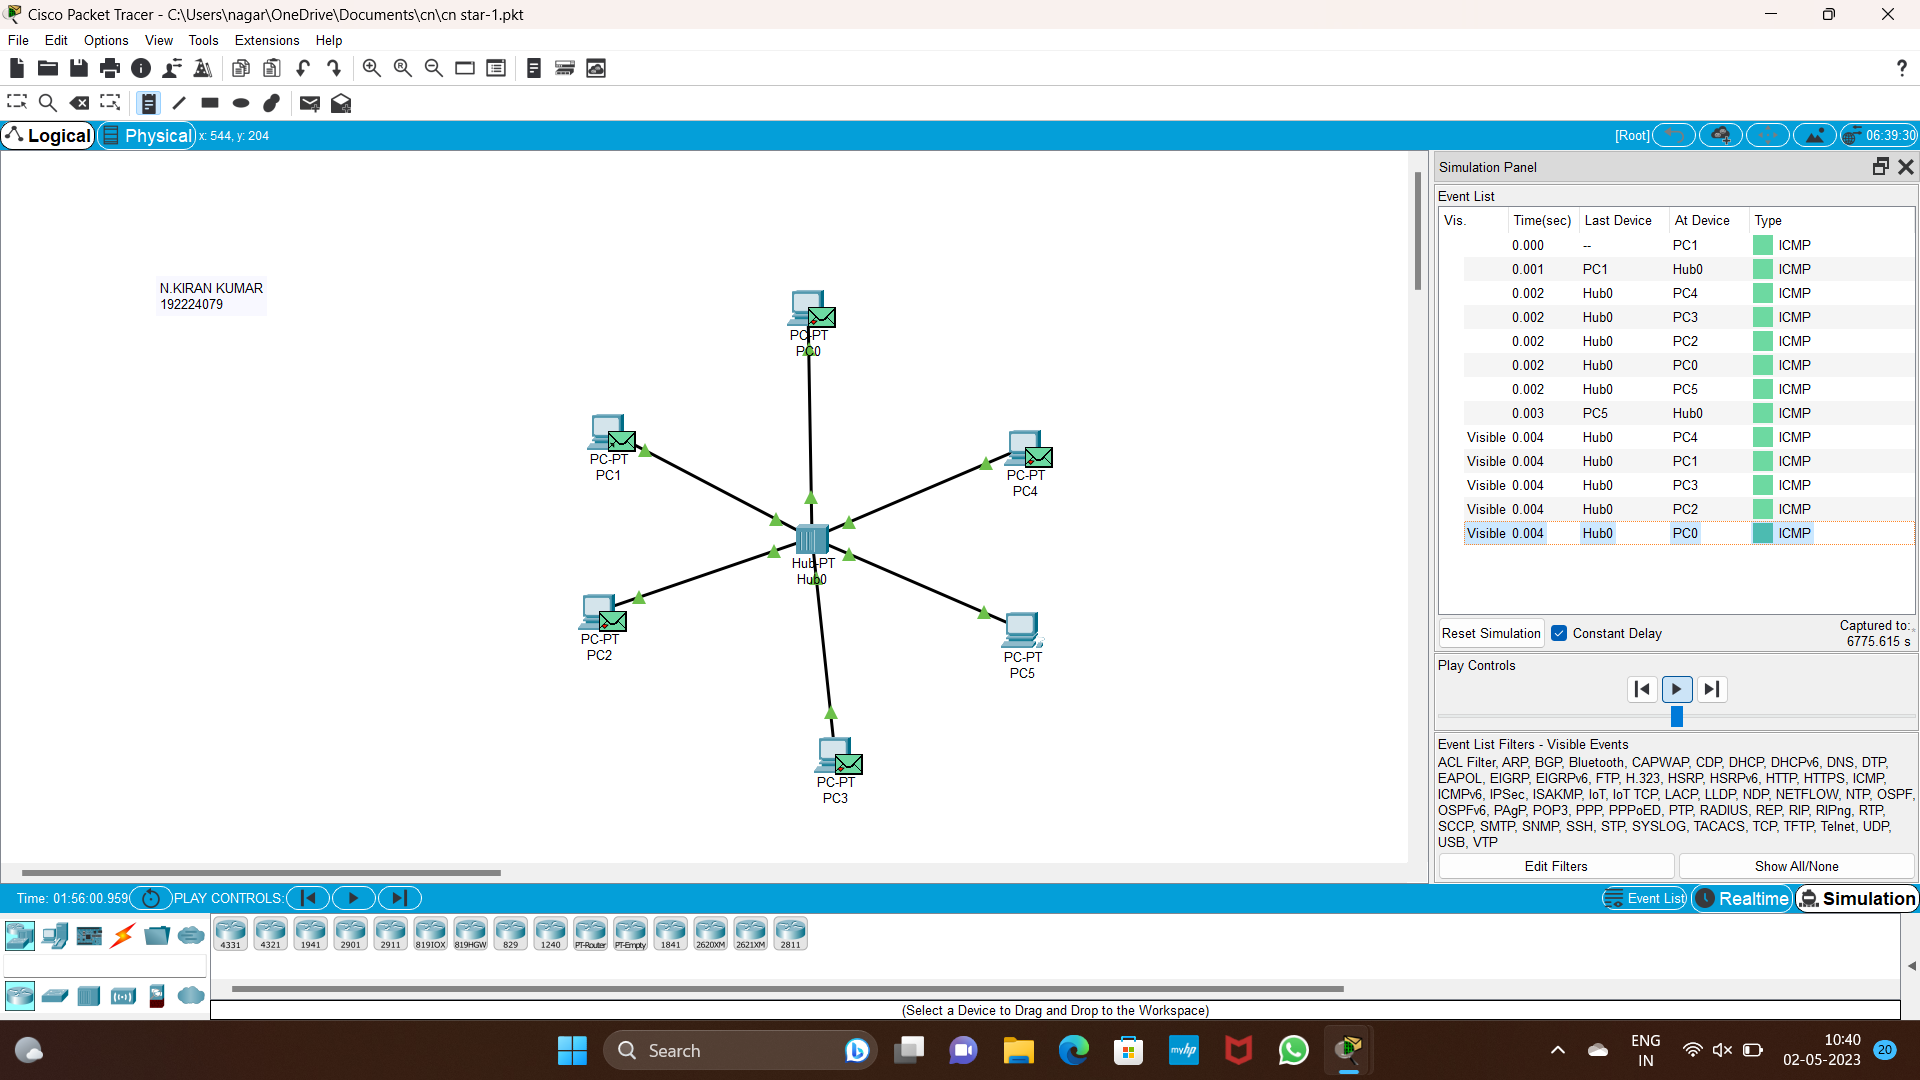 Cisco Packet Tracer - C:\Users\nagar\OneDrive\Documents\cn\cn star-1.pkt
File Edit Options View Tools Extensions Help
?
Logical Physical x: 544, y: 204
[Root] 06:39:30
N.KIRAN KUMAR
192224079
PC-PT
PC0
PC-PT
PC1
PC-PT
PC4
Hub-PT
Hub0
PC-PT
PC2
PC-PT
PC5
PC-PT
PC3
Simulation Panel
Event List
Vis. Time(sec) Last Device At Device Type
0.000 -- PC1 ICMP
0.001 PC1 Hub0 ICMP
0.002 Hub0 PC4 ICMP
0.002 Hub0 PC3 ICMP
0.002 Hub0 PC2 ICMP
0.002 Hub0 PC0 ICMP
0.002 Hub0 PC5 ICMP
0.003 PC5 Hub0 ICMP
Visible 0.004 Hub0 PC4 ICMP
Visible 0.004 Hub0 PC1 ICMP
Visible 0.004 Hub0 PC3 ICMP
Visible 0.004 Hub0 PC2 ICMP
Visible 0.004 Hub0 PC0 ICMP
Reset Simulation Constant Delay Captured to:
6775.615 s
Play Controls
Event List Filters - Visible Events
ACL Filter, ARP, BGP, Bluetooth, CAPWAP, CDP, DHCP, DHCPv6, DNS, DTP,
EAPOL, EIGRP, EIGRPv6, FTP, H.323, HSRP, HSRPv6, HTTP, HTTPS, ICMP,
ICMPv6, IPSec, ISAKMP, IoT, IoT TCP, LACP, LLDP, NDP, NETFLOW, NTP, OSPF,
OSPFv6, PAgP, POP3, PPP, PPPoED, PTP, RADIUS, REP, RIP, RIPng, RTP,
SCCP, SMTP, SNMP, SSH, STP, SYSLOG, TACACS, TCP, TFTP, Telnet, UDP,
USB, VTP
Edit Filters Show All/None
Time: 01:56:00.959 PLAY CONTROLS: Event List Realtime Simulation
4331 4321 1941 2901 2911 819IOX 819HGW 829 1240 PT-Router PT-Empty 1841 2620XM 2621XM 2811
(Select a Device to Drag and Drop to the Workspace)
Search
myhp
ENG
IN
10:40
02-05-2023
20